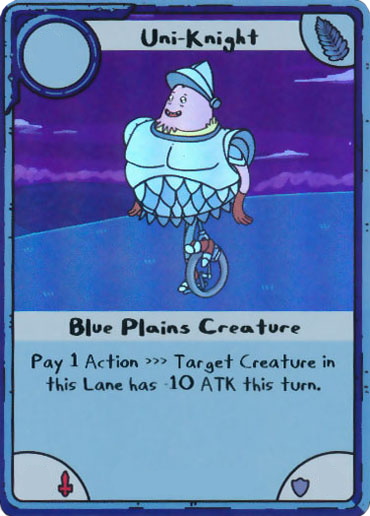 Uni-Knight
Blue Plains Creature
Pay 1 Action >>> Target Creature in
this Lane has -10 ATK this turn.